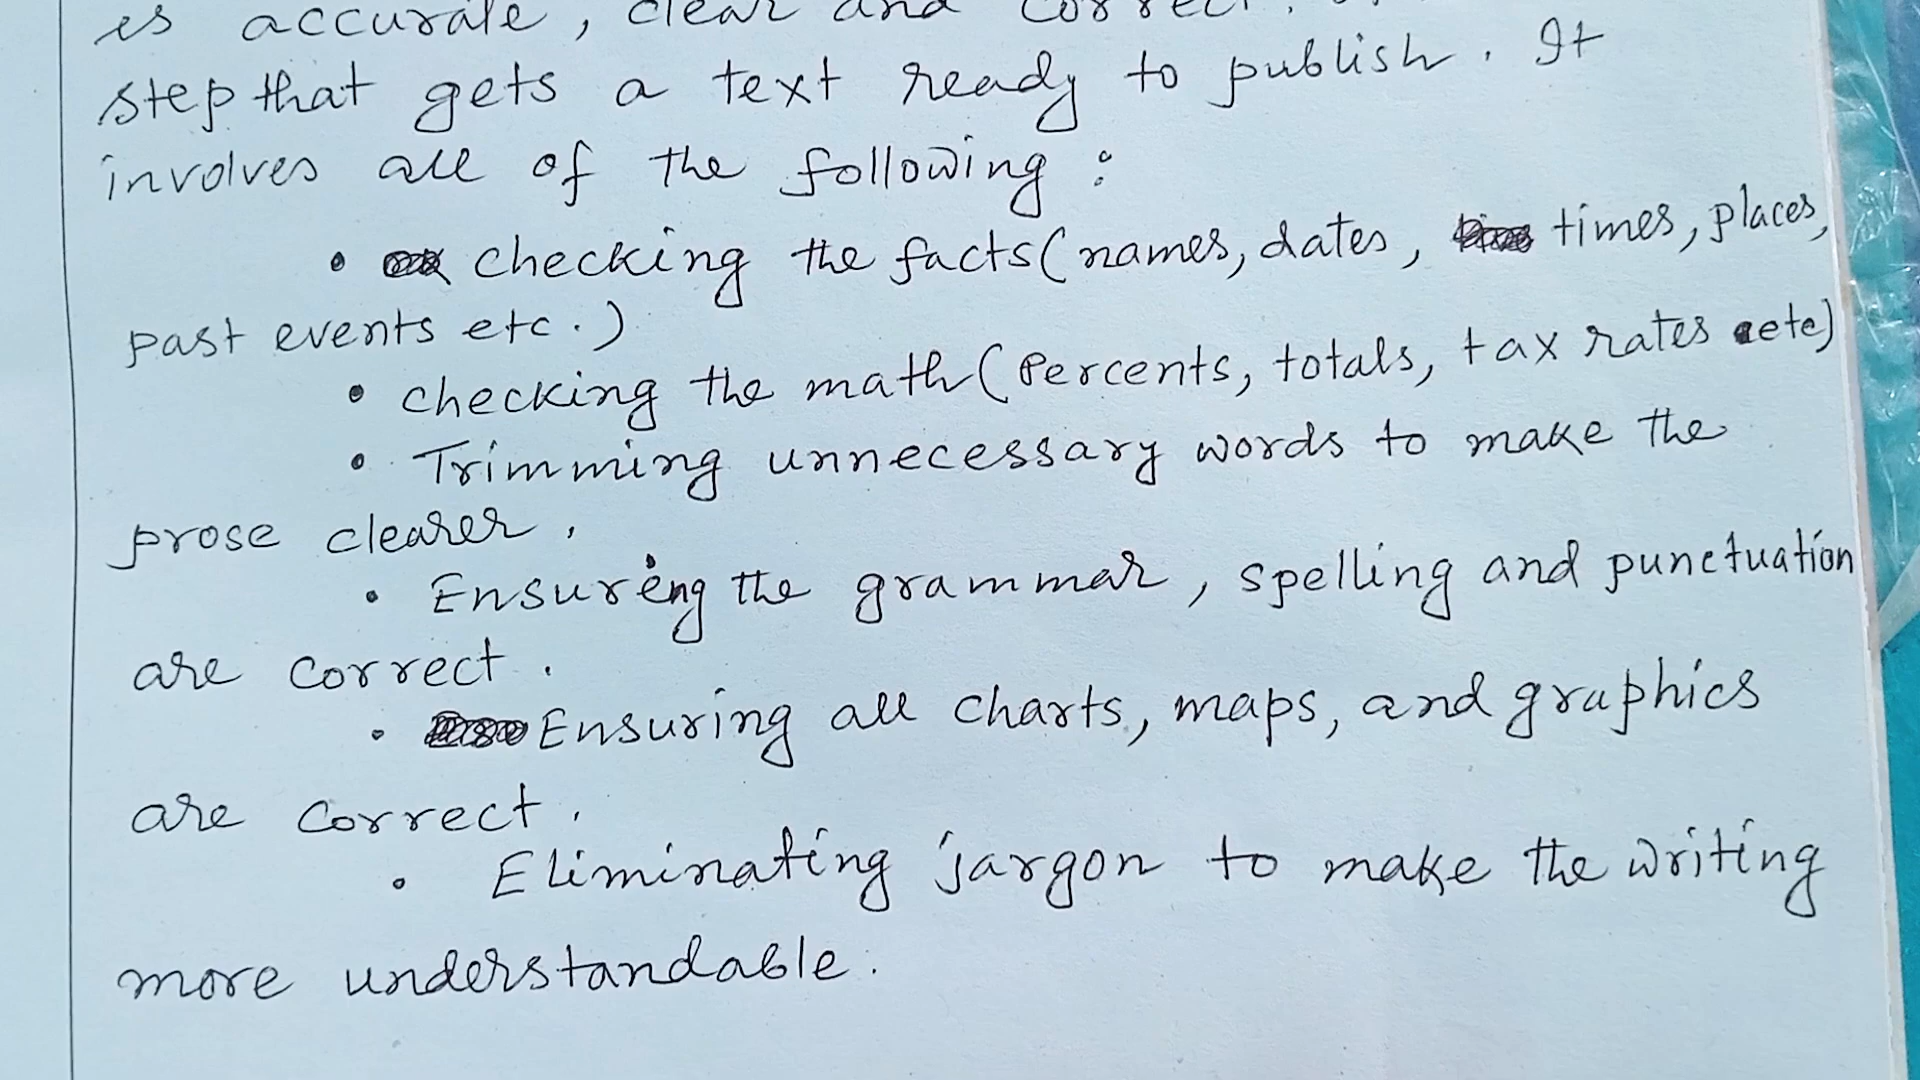 is accurate, clear and correct.
step that gets a text ready to publish. It
involves all of the following:
• checking the facts (names, dates, times, places,
past events etc.)
• checking the math (Percents, totals, tax rates etc)
• Trimming unnecessary words to make the
prose clearer.
• Ensuring the grammar, spelling and punctuation
are correct.
• Ensuring all charts, maps, and graphics
are correct.
• Eliminating jargon to make the writing
more understandable.